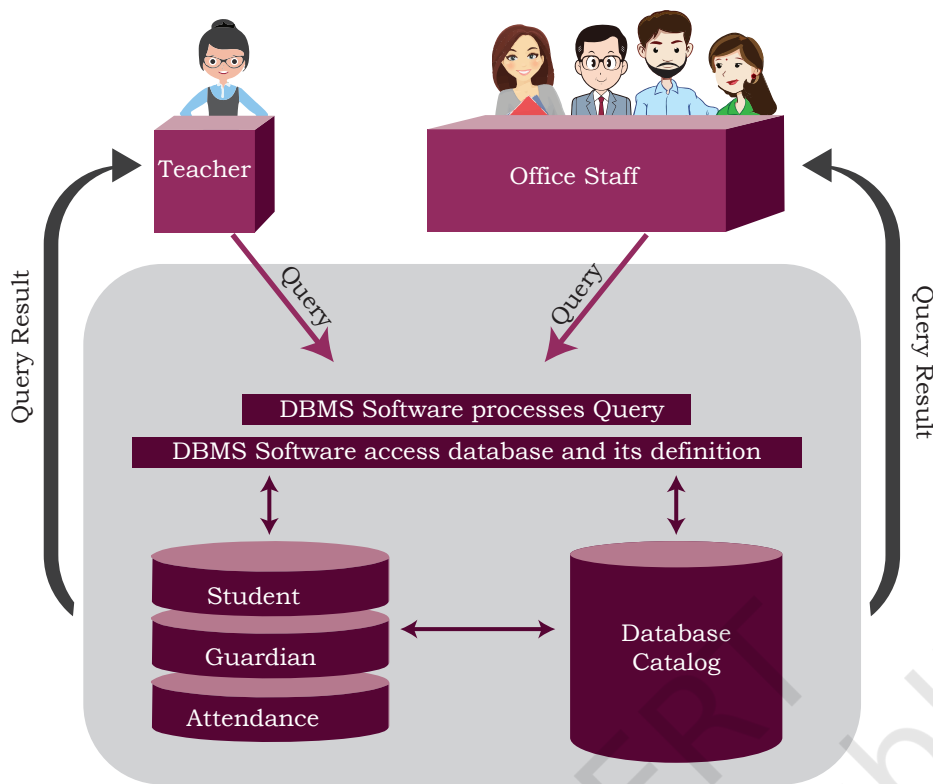 Teacher
Office Staff
Query
Query
Query Result
Query Result
DBMS Software processes Query
DBMS Software access database and its definition
Student
Guardian
Attendance
Database
Catalog